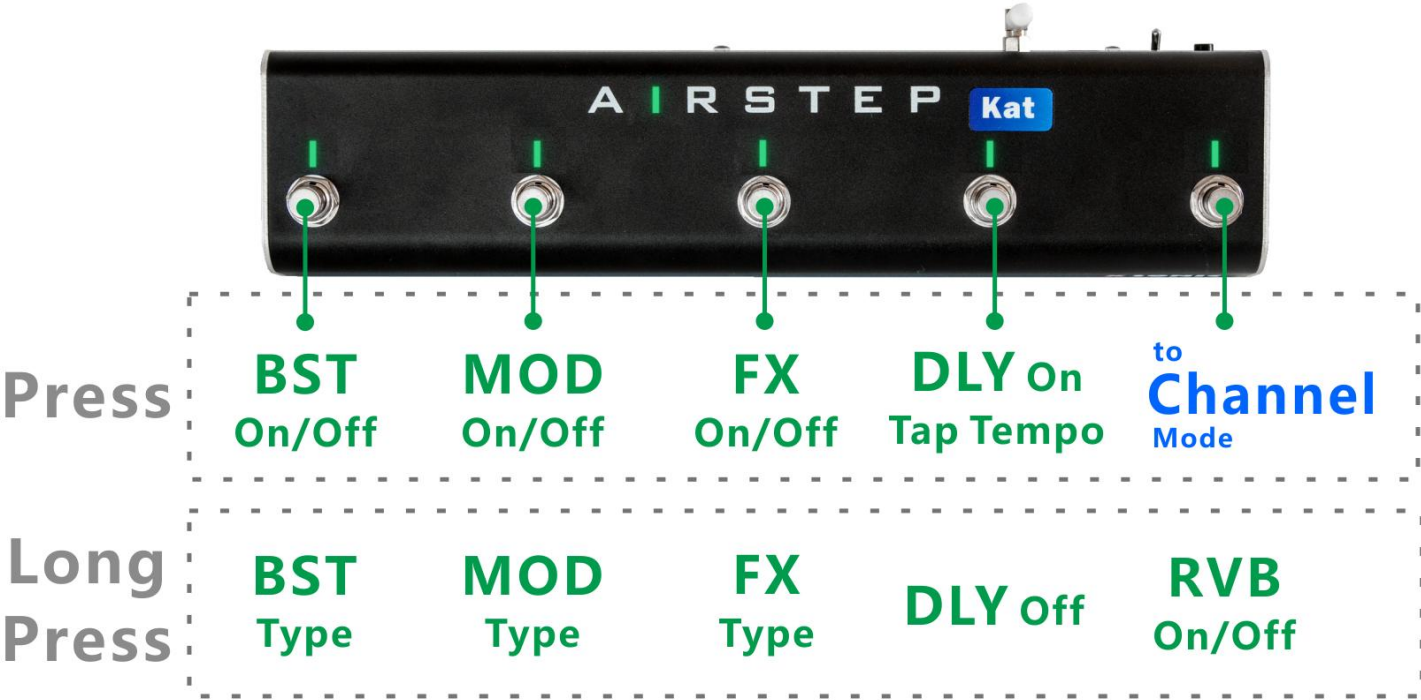 AIRSTEP Kat
Press
BST
On/Off
MOD
On/Off
FX
On/Off
DLY On
Tap Tempo
to
Channel
Mode
Long
Press
BST
Type
MOD
Type
FX
Type
DLY Off
RVB
On/Off